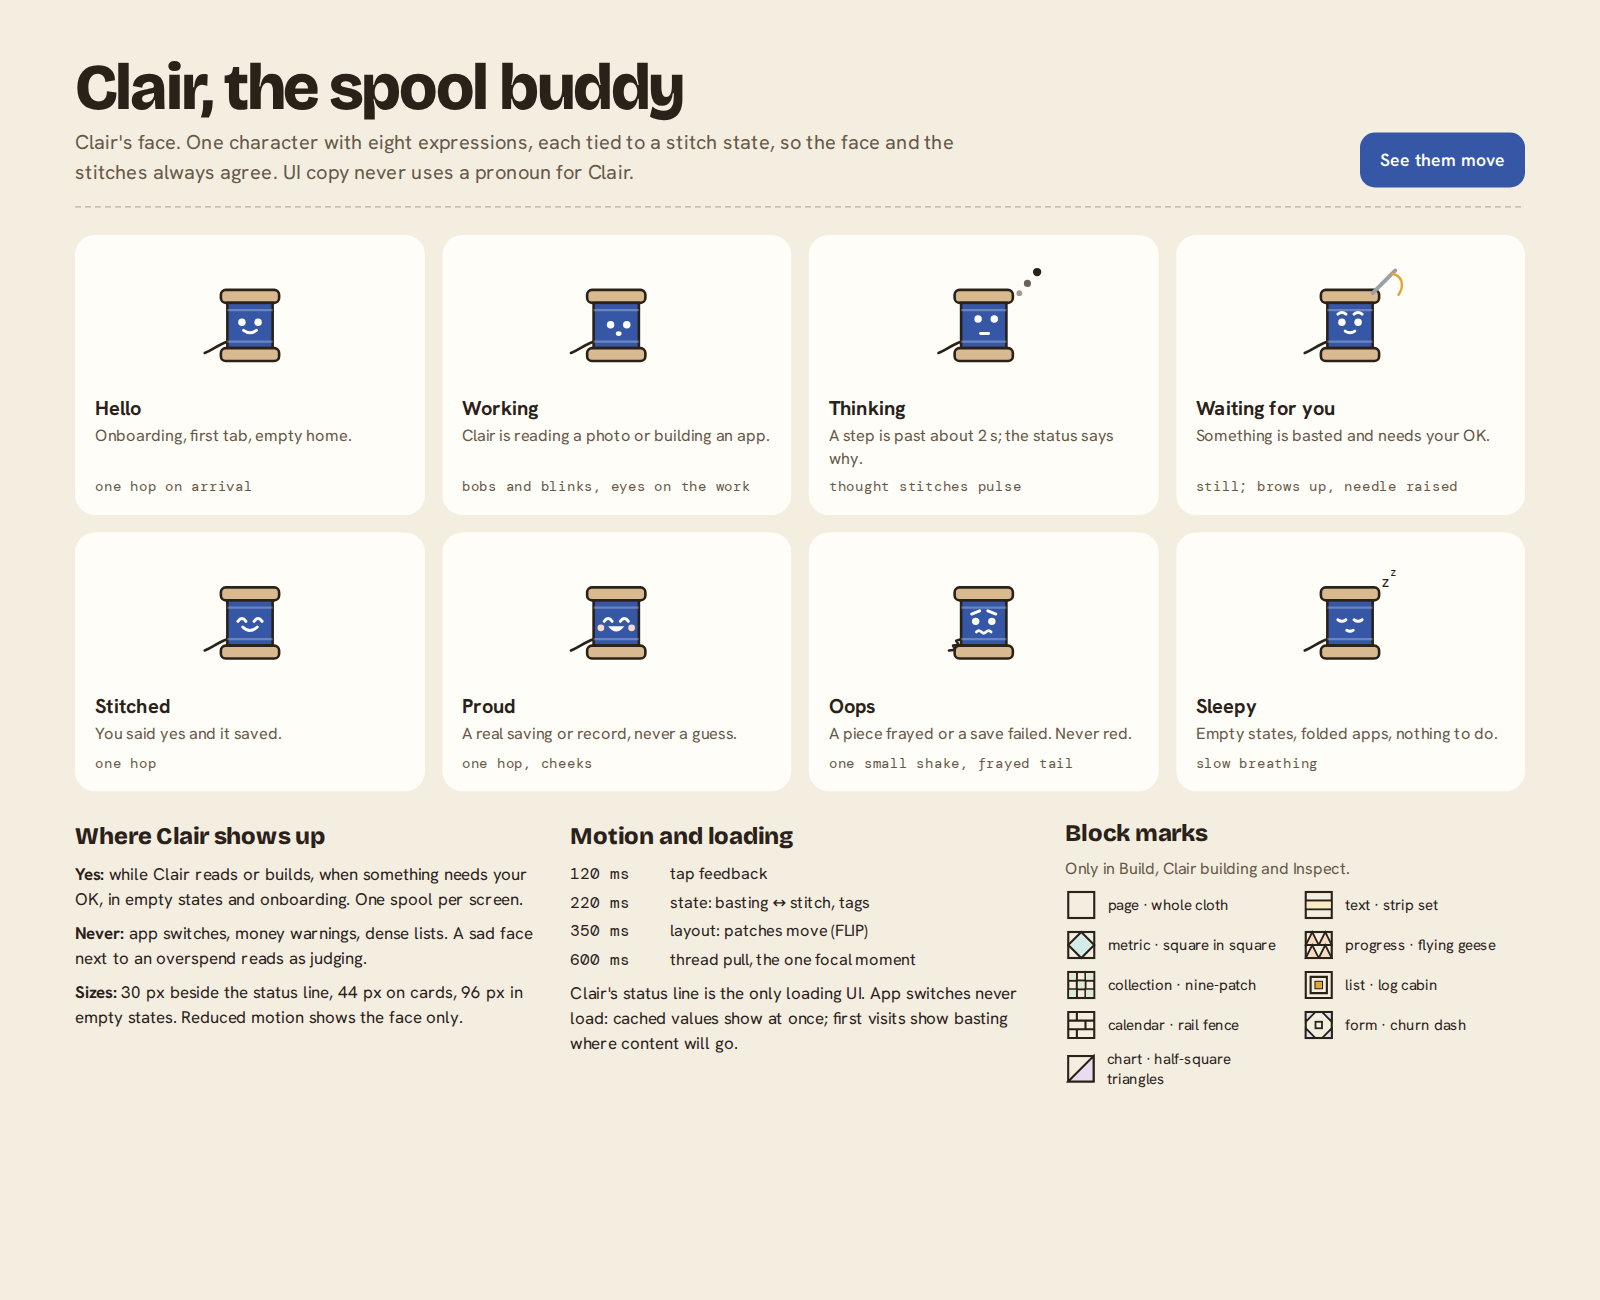 Clair, the spool buddy
Clair's face. One character with eight expressions, each tied to a stitch state, so the face and the
stitches always agree. UI copy never uses a pronoun for Clair.
See them move
Hello
Onboarding, first tab, empty home.
one hop on arrival
Working
Clair is reading a photo or building an app.
bobs and blinks, eyes on the work
Thinking
A step is past about 2 s; the status says
why.
thought stitches pulse
z z
Waiting for you
Something is basted and needs your OK.
still; brows up, needle raised
Stitched
You said yes and it saved.
one hop
Proud
A real saving or record, never a guess.
one hop, cheeks
Oops
A piece frayed or a save failed. Never red.
one small shake, frayed tail
Sleepy
Empty states, folded apps, nothing to do.
slow breathing
Where Clair shows up
Yes: while Clair reads or builds, when something needs your
OK, in empty states and onboarding. One spool per screen.
Never: app switches, money warnings, dense lists. A sad face
next to an overspend reads as judging.
Sizes: 30 px beside the status line, 44 px on cards, 96 px in
empty states. Reduced motion shows the face only.
Motion and loading
120 ms tap feedback
220 ms state: basting ↔ stitch, tags
350 ms layout: patches move (FLIP)
600 ms thread pull, the one focal moment
Clair's status line is the only loading UI. App switches never
load: cached values show at once; first visits show basting
where content will go.
Block marks
Only in Build, Clair building and Inspect.
page · whole cloth
text · strip set
metric · square in square
progress · flying geese
collection · nine-patch
list · log cabin
calendar · rail fence
form · churn dash
chart · half-square
triangles